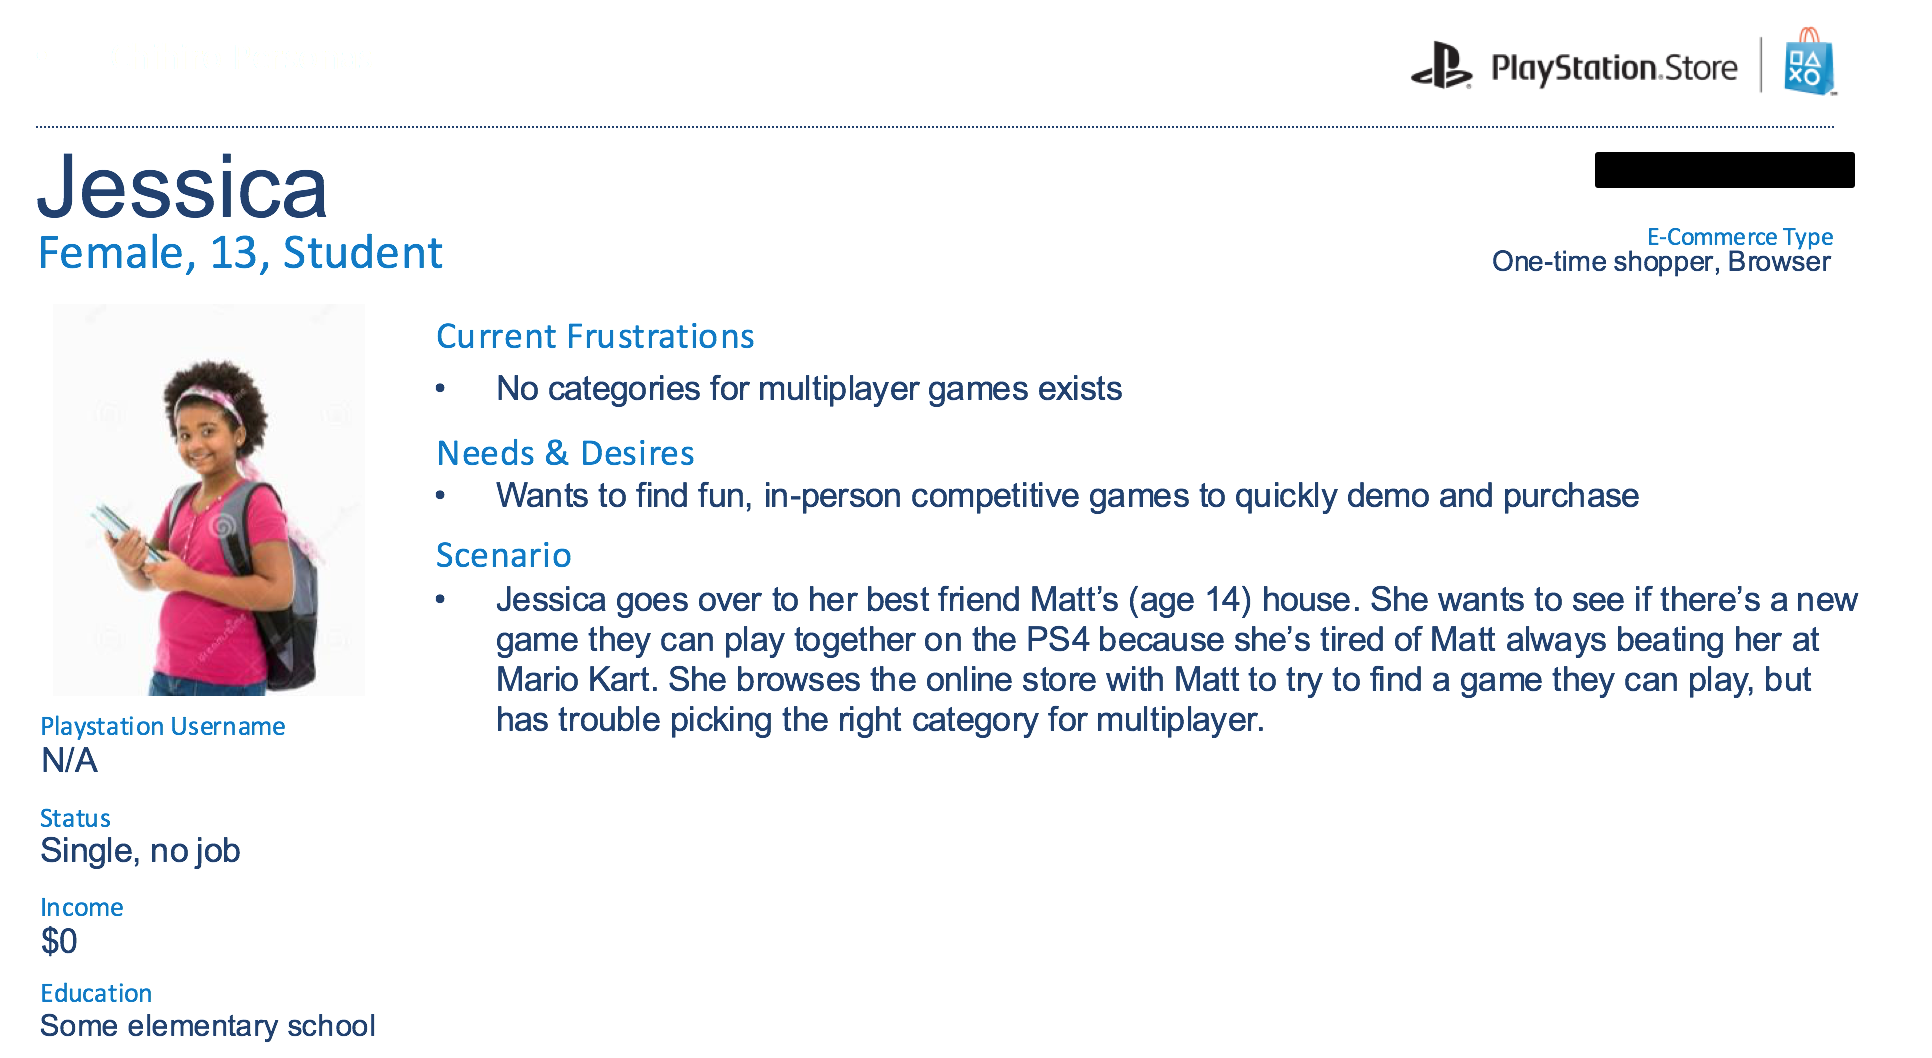 PlayStation.Store
Jessica
Female, 13, Student
E-Commerce Type
One-time shopper, Browser
Current Frustrations
• No categories for multiplayer games exists
Needs & Desires
• Wants to find fun, in-person competitive games to quickly demo and purchase
Scenario
• Jessica goes over to her best friend Matt’s (age 14) house. She wants to see if there’s a new
game they can play together on the PS4 because she’s tired of Matt always beating her at
Mario Kart. She browses the online store with Matt to try to find a game they can play, but
has trouble picking the right category for multiplayer.
Playstation Username
N/A
Status
Single, no job
Income
$0
Education
Some elementary school